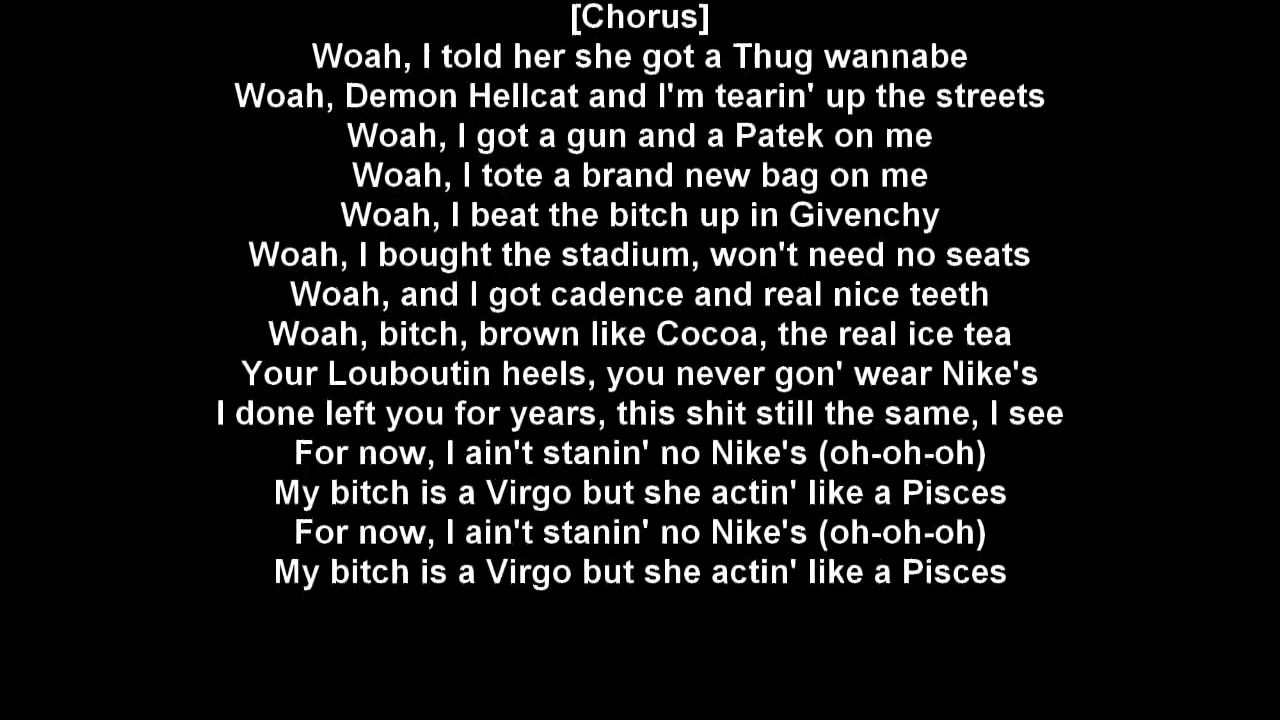 [Chorus]
Woah, I told her she got a Thug wannabe
Woah, Demon Hellcat and I'm tearin' up the streets
Woah, I got a gun and a Patek on me
Woah, I tote a brand new bag on me
Woah, I beat the bitch up in Givenchy
Woah, I bought the stadium, won't need no seats
Woah, and I got cadence and real nice teeth
Woah, bitch, brown like Cocoa, the real ice tea
Your Louboutin heels, you never gon' wear Nike's
I done left you for years, this shit still the same, I see
For now, I ain't stanin' no Nike's (oh-oh-oh)
My bitch is a Virgo but she actin' like a Pisces
For now, I ain't stanin' no Nike's (oh-oh-oh)
My bitch is a Virgo but she actin' like a Pisces